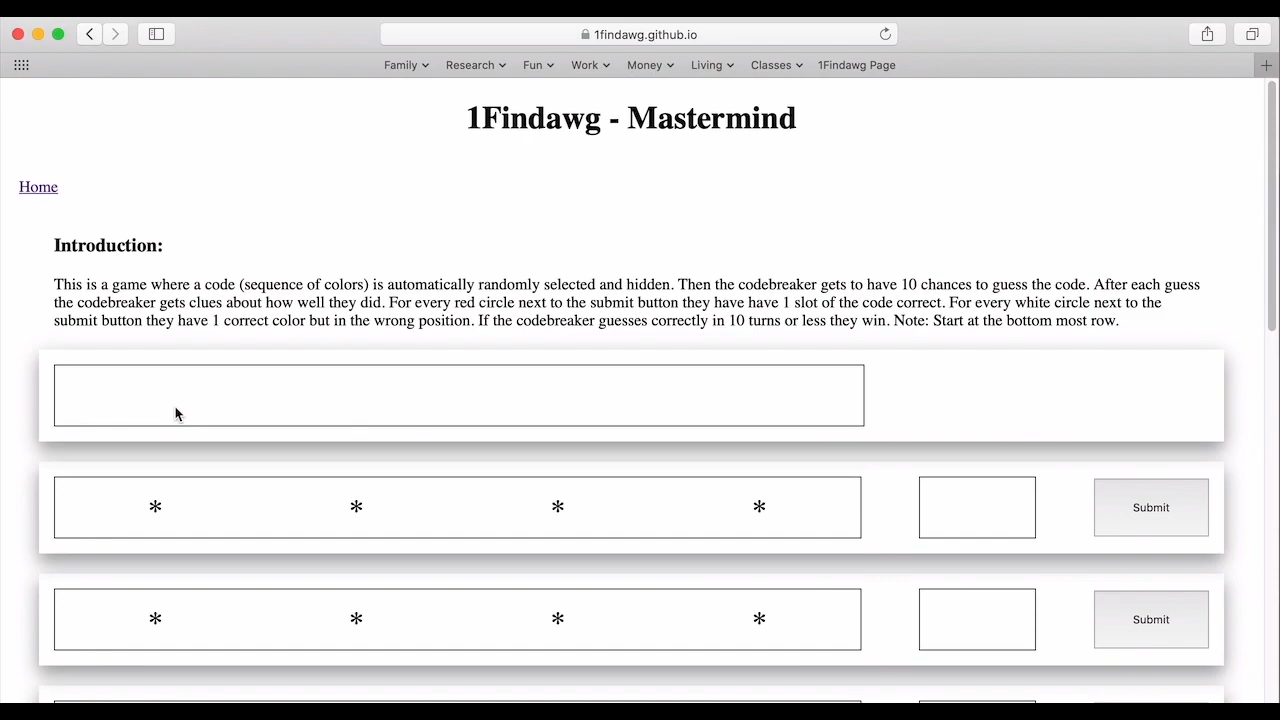 1findawg.github.io
Family Research Fun Work Money Living Classes 1Findawg Page
1Findawg - Mastermind
Home
Introduction:
This is a game where a code (sequence of colors) is automatically randomly selected and hidden. Then the codebreaker gets to have 10 chances to guess the code. After each guess
the codebreaker gets clues about how well they did. For every red circle next to the submit button they have have 1 slot of the code correct. For every white circle next to the
submit button they have 1 correct color but in the wrong position. If the codebreaker guesses correctly in 10 turns or less they win. Note: Start at the bottom most row.
* * * * Submit
* * * * Submit